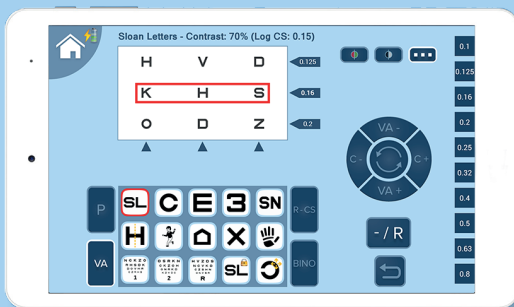 Sloan Letters - Contrast: 70% (Log CS: 0.15)
H V D 0.125
K H S 0.16
O D Z 0.2
0.1
0.125
0.16
0.2
0.25
0.32
0.4
0.5
0.63
0.8
VA -
C - C +
VA +
- / R
P
VA
SL C E 3 SN
H X
1 2 R SL C
R-CS
BINO